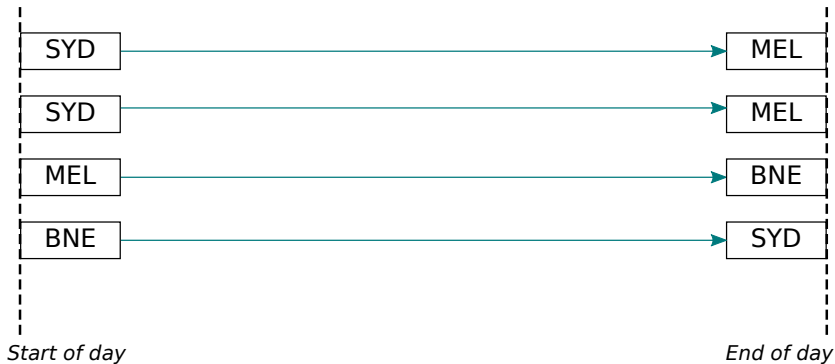 SYD MEL
SYD MEL
MEL BNE
BNE SYD
Start of day End of day